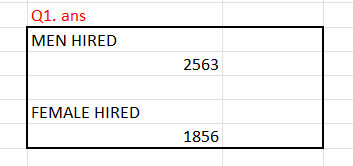 Q1. ans
MEN HIRED
2563
FEMALE HIRED
1856